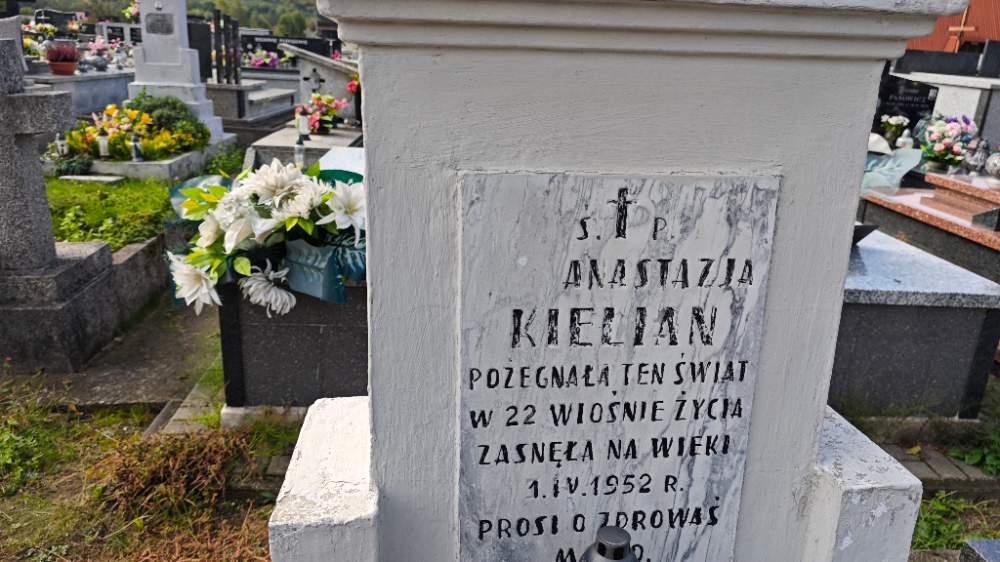 Ś. P.
ANASTAZJA
KIELIAN
POŻEGNAŁA TEN ŚWIAT
W 22 WIOŚNIE ŻYCIA
ZASNĘŁA NA WIEKI
1.IV.1952 R.
PROSI O ZDROWAŚ